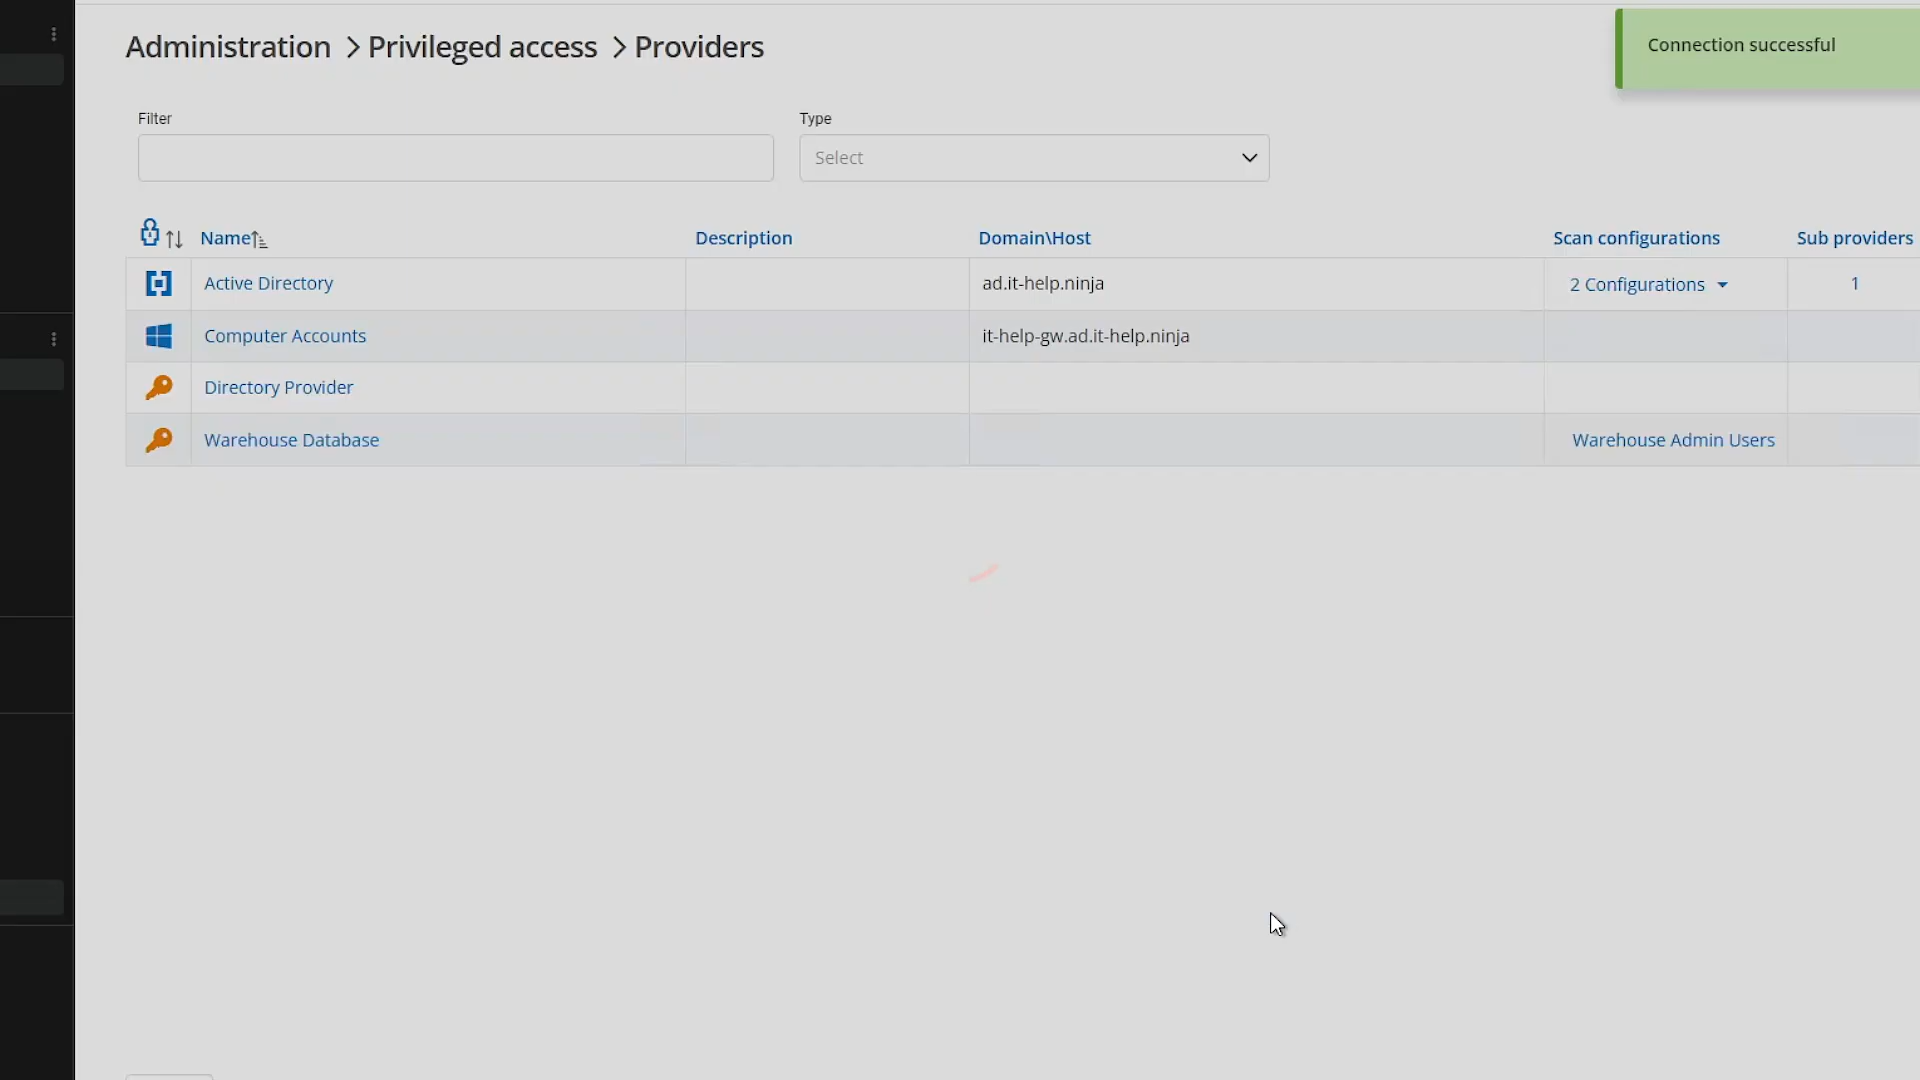 Administration > Privileged access > Providers
Connection successful
Filter
Type
Select
Name
Description
Domain\Host
Scan configurations
Sub providers
Active Directory
ad.it-help.ninja
2 Configurations
1
Computer Accounts
it-help-gw.ad.it-help.ninja
Directory Provider
Warehouse Database
Warehouse Admin Users